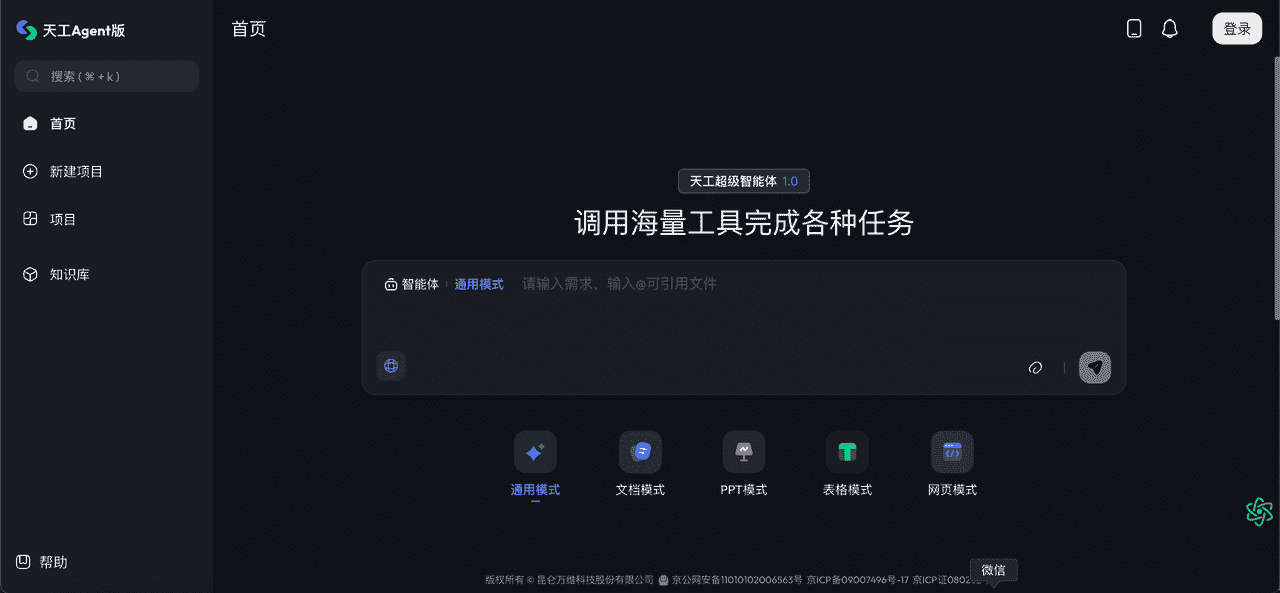 天工Agent版
首页
登录
搜索 ( ⌘ + k )
首页
新建项目
项目
知识库
天工超级智能体 1.0
调用海量工具完成各种任务
智能体 通用模式 请输入需求，输入@可引用文件
通用模式 文档模式 PPT模式 表格模式 网页模式
帮助
微信
版权所有 © 昆仑万维科技股份有限公司 京公网安备11010102006563号 京ICP备09007496号-17 京ICP证0802